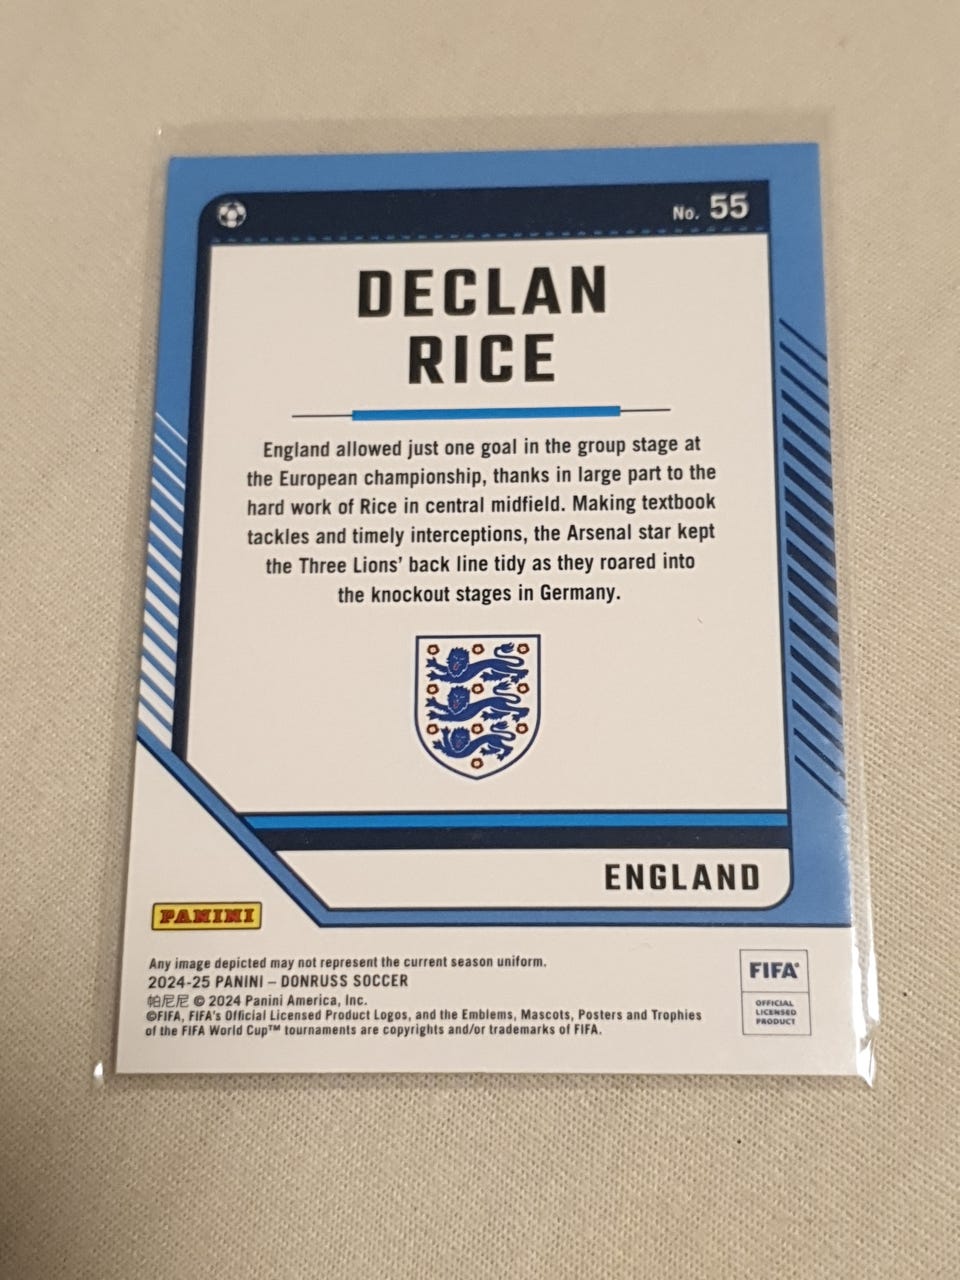 No. 55
DECLAN
RICE
England allowed just one goal in the group stage at
the European championship, thanks in large part to the
hard work of Rice in central midfield. Making textbook
tackles and timely interceptions, the Arsenal star kept
the Three Lions' back line tidy as they roared into
the knockout stages in Germany.
ENGLAND
PANINI
Any image depicted may not represent the current season uniform.
2024-25 PANINI – DONRUSS SOCCER
帕尼尼 © 2024 Panini America, Inc.
©FIFA, FIFA's Official Licensed Product Logos, and the Emblems, Mascots, Posters and Trophies
of the FIFA World Cup™ tournaments are copyrights and/or trademarks of FIFA.
FIFA®
OFFICIAL
LICENSED
PRODUCT